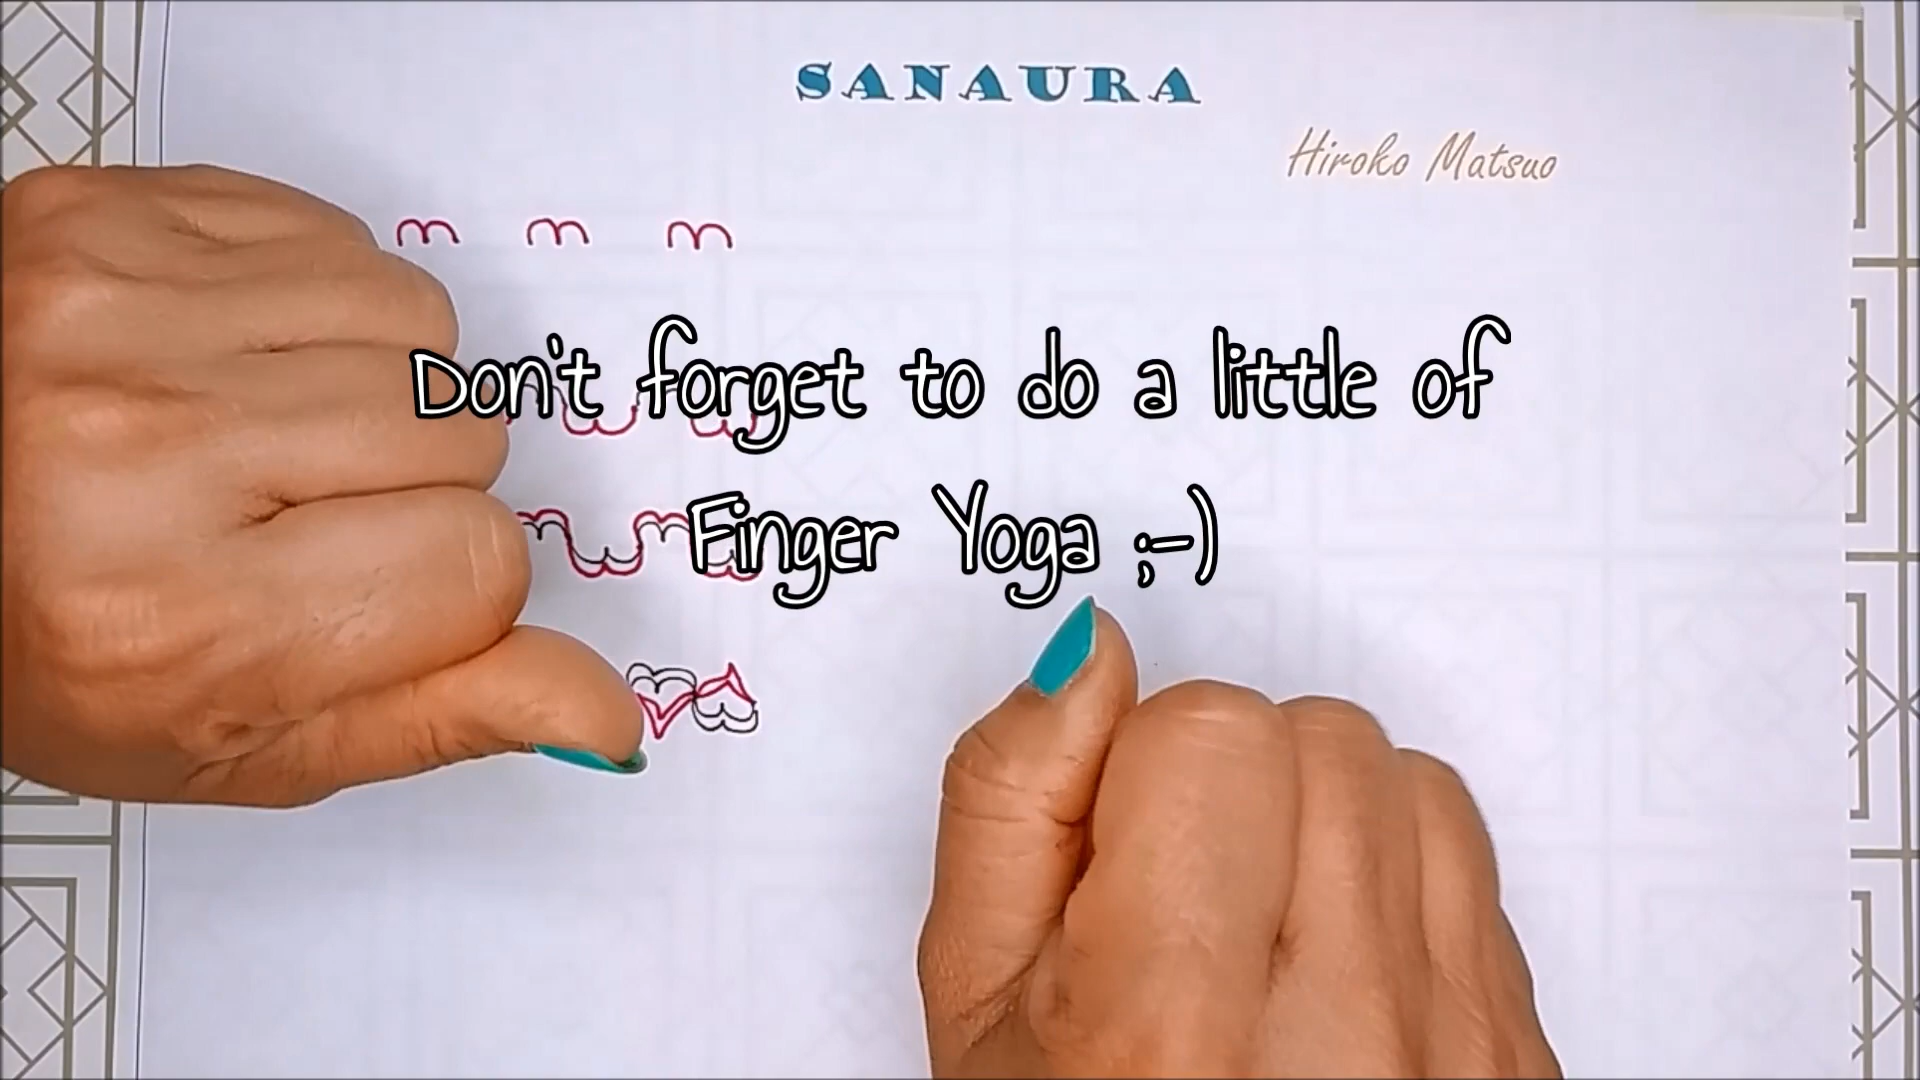 SANAURA
Hiroko Matsuo
Don't forget to do a little of
Finger Yoga ;-)